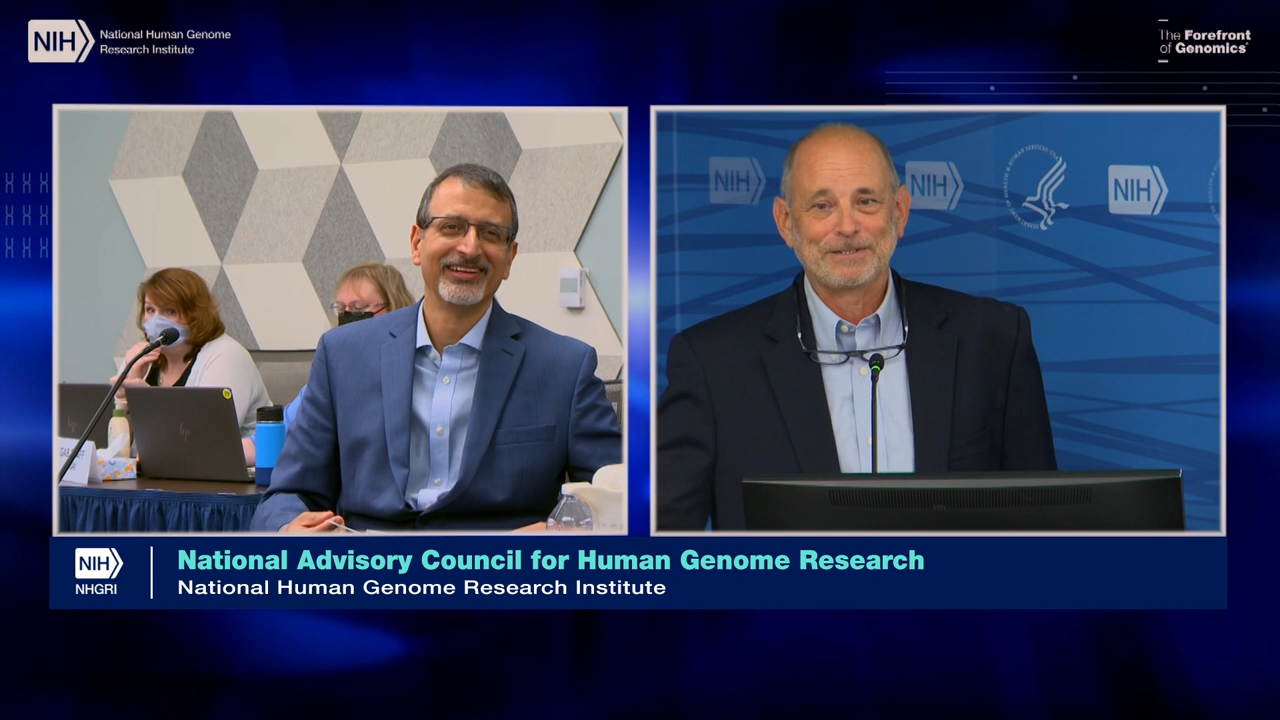 NIH
National Human Genome
Research Institute
The Forefront
of Genomics
NIH
NIH
NIH
hp
NIH
NHGRI
National Advisory Council for Human Genome Research
National Human Genome Research Institute